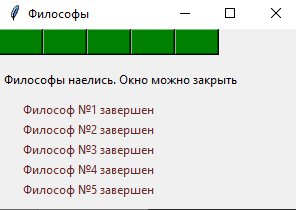 Философы
Философы наелись. Окно можно закрыть
Философ №1 завершен
Философ №2 завершен
Философ №3 завершен
Философ №4 завершен
Философ №5 завершен